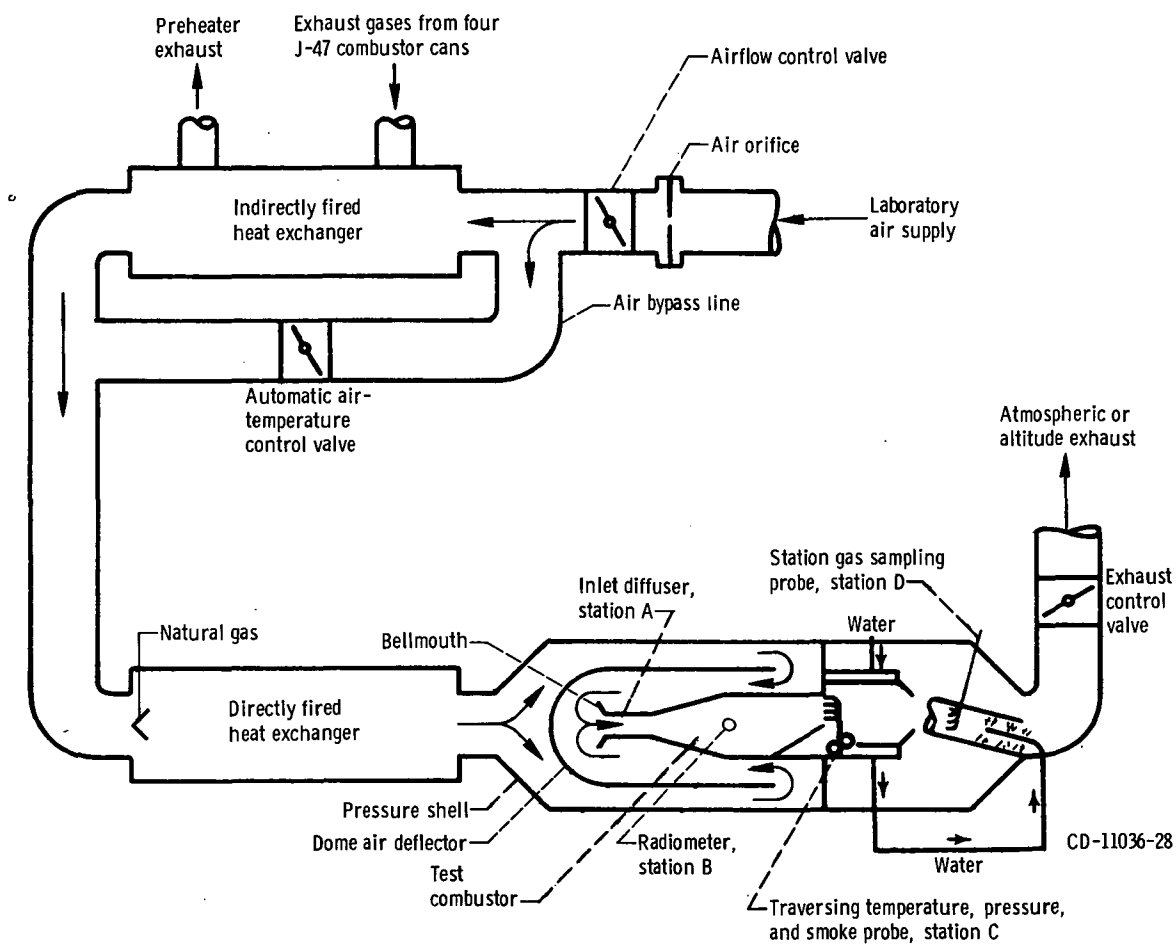 Preheater
exhaust
Exhaust gases from four
J-47 combustor cans
Airflow control valve
Air orifice
Indirectly fired
heat exchanger
Laboratory
air supply
Air bypass line
Automatic air-
temperature
control valve
Atmospheric or
altitude exhaust
Station gas sampling
probe, station D
Exhaust
control
valve
Inlet diffuser,
station A
Water
Natural gas
Bellmouth
Directly fired
heat exchanger
Pressure shell
Dome air deflector
Test
combustor
Radiometer,
station B
Water
CD-11036-28
Traversing temperature, pressure,
and smoke probe, station C